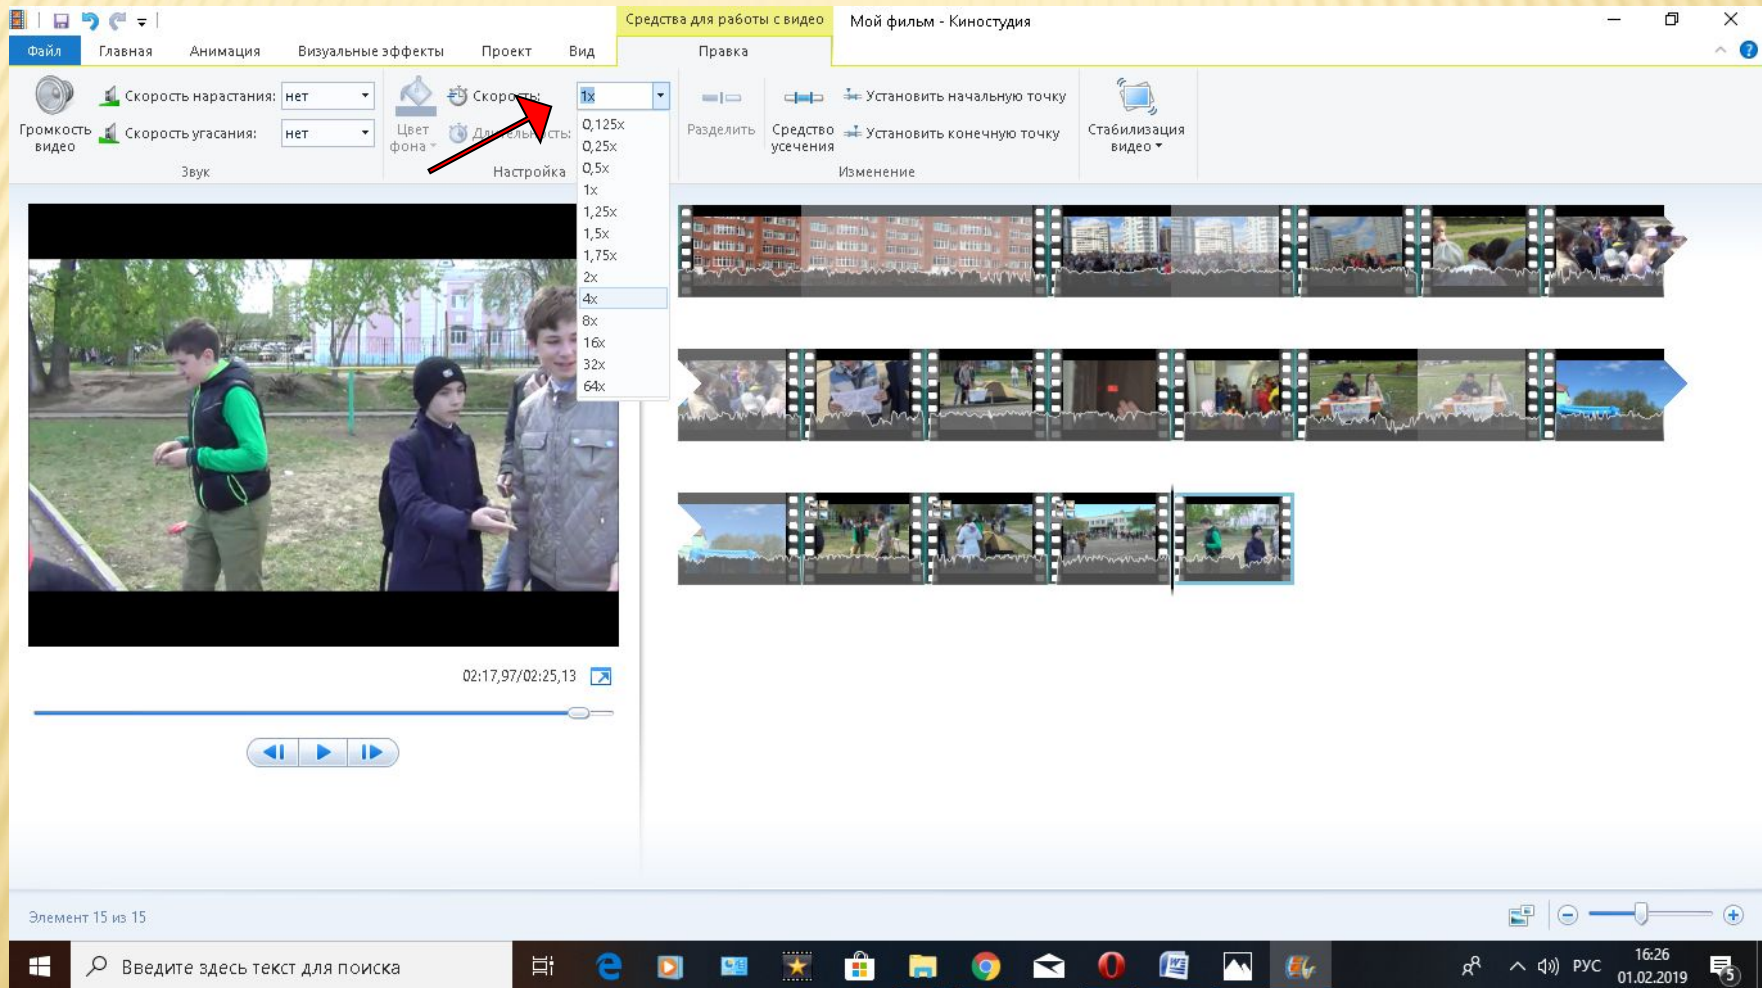 Средства для работы с видео
Мой фильм - Киностудия
Файл
Главная
Анимация
Визуальные эффекты
Проект
Вид
Правка
Громкость видео
Скорость нарастания: нет
Скорость угасания: нет
Звук
Цвет фона
Скорость: 1x
Длительность:
Настройка
0,125x
0,25x
0,5x
1x
1,25x
1,5x
1,75x
2x
4x
8x
16x
32x
64x
Разделить
Средство усечения
Установить начальную точку
Установить конечную точку
Изменение
Стабилизация видео
02:17,97/02:25,13
Элемент 15 из 15
Введите здесь текст для поиска
РУС
16:26
01.02.2019
5